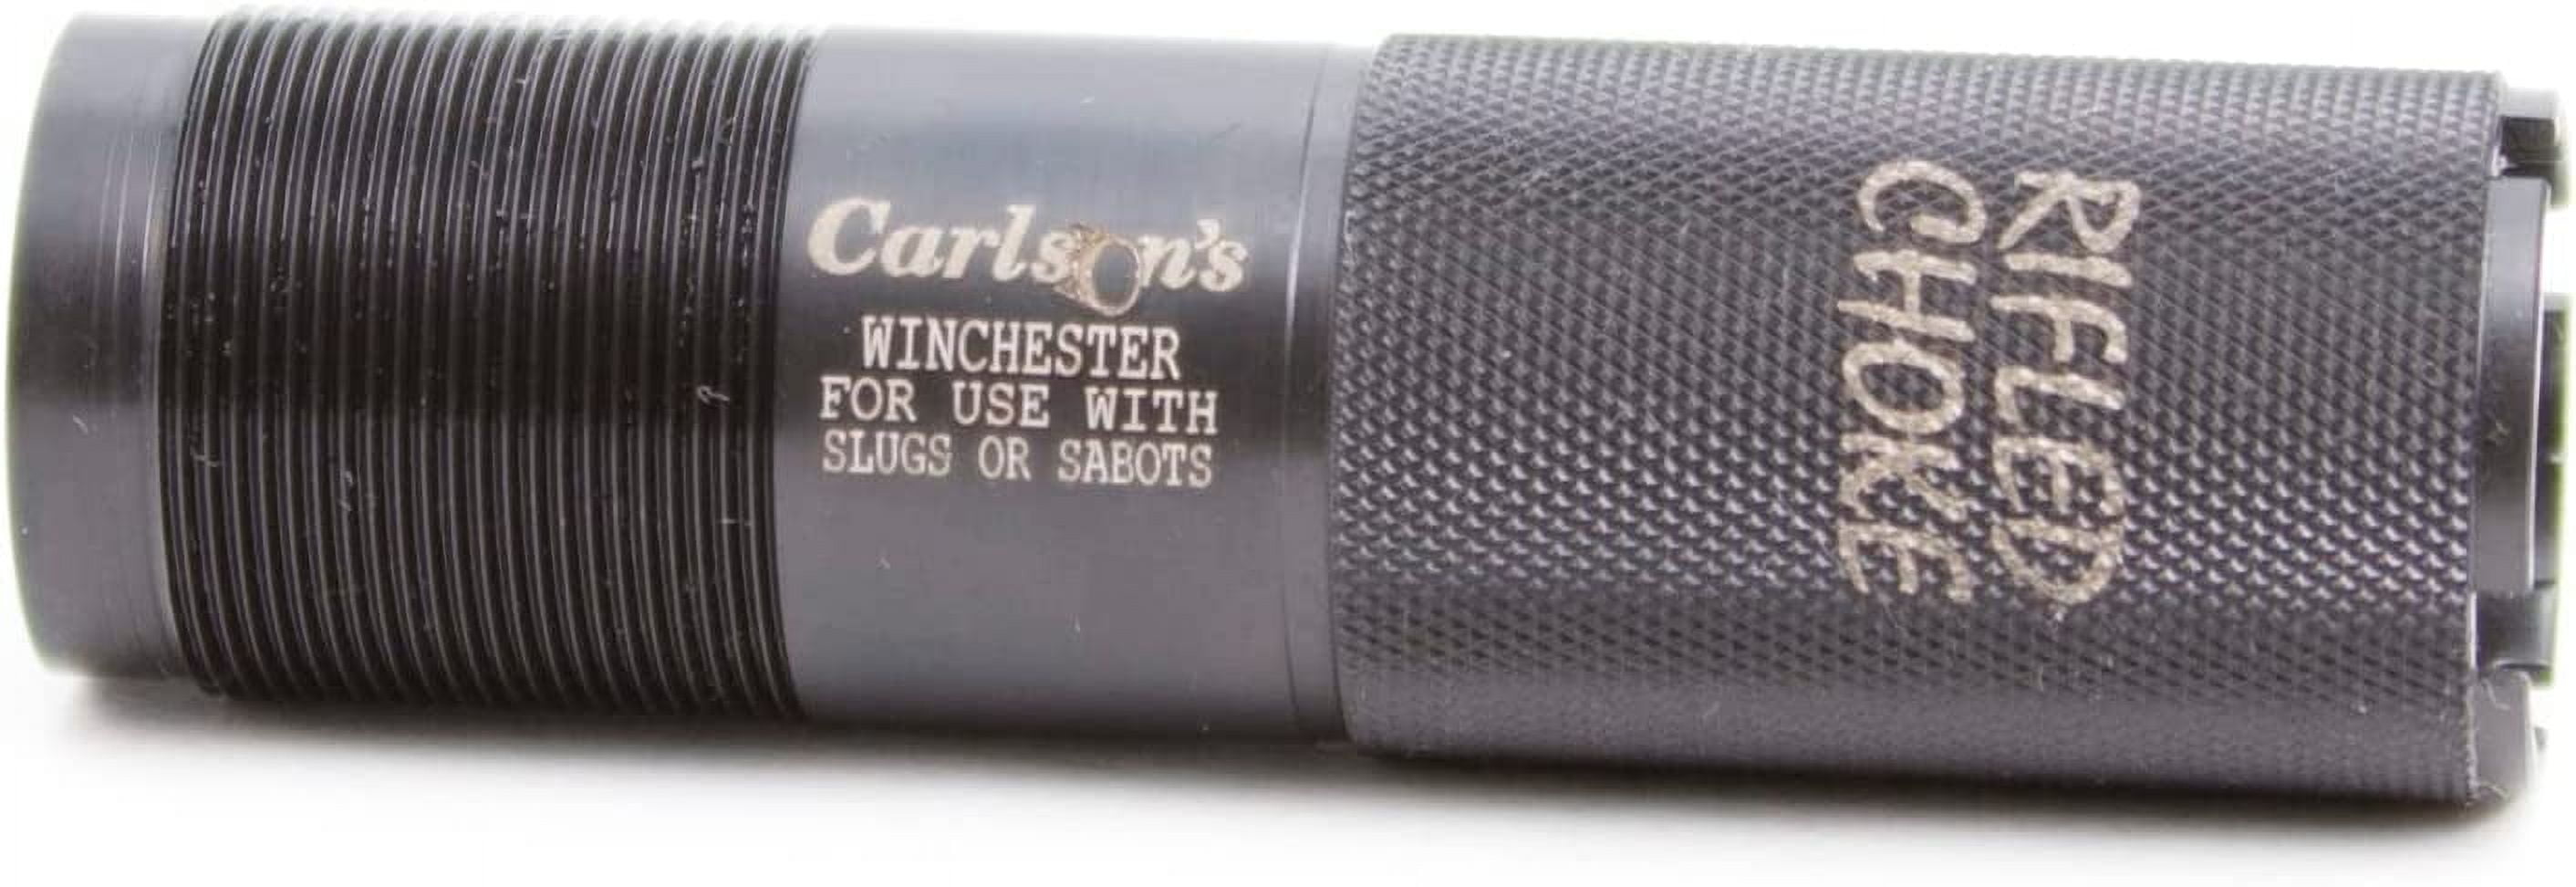 Carlson's
WINCHESTER
FOR USE WITH
SLUGS OR SABOTS
RIFLED
CHOKE